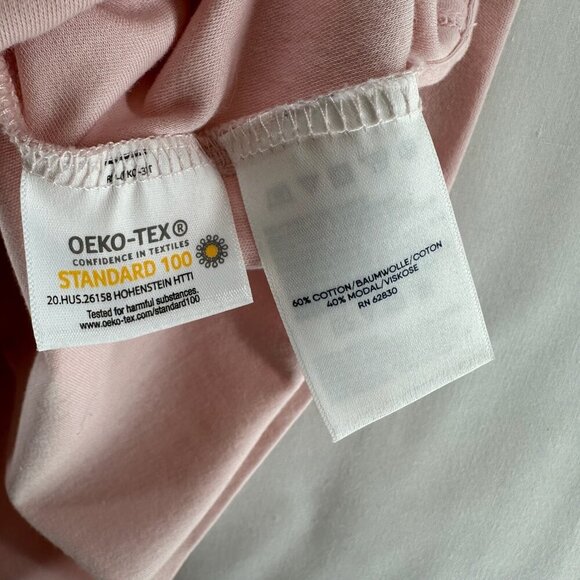 OEKO-TEX®
CONFIDENCE IN TEXTILES
STANDARD 100
20.HUS.26158 HOHENSTEIN HTTI
Tested for harmful substances.
www.oeko-tex.com/standard100
60% COTTON/BAUMWOLLE/COTON
40% MODAL/VISKOSE
RN 62830